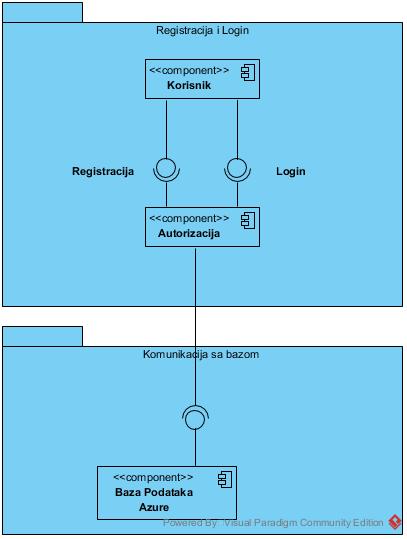 Registracija i Login
<<component>>
Korisnik
Registracija
Login
<<component>>
Autorizacija
Komunikacija sa bazom
<<component>>
Baza Podataka
Azure
Powered By: Visual Paradigm Community Edition